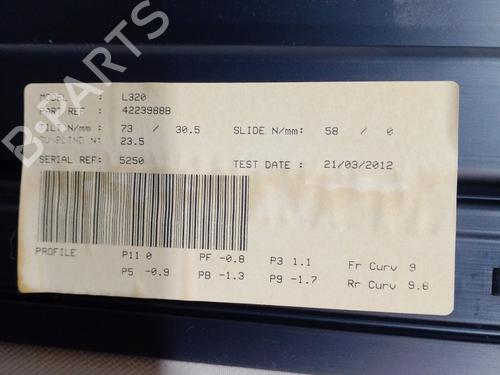 MODEL : L320
PART REF : 4223988B
TILT N/mm : 73 / 30.5 SLIDE N/mm: 58 / 0
SU-BLIND N: 23.5
SERIAL REF: 5250 TEST DATE : 21/03/2012
PROFILE P11 0 PF -0.8 P3 1.1 Fr Curv 9
P5 -0.9 PB -1.3 P9 -1.7 Rr Curv 9.6
B-PARTS